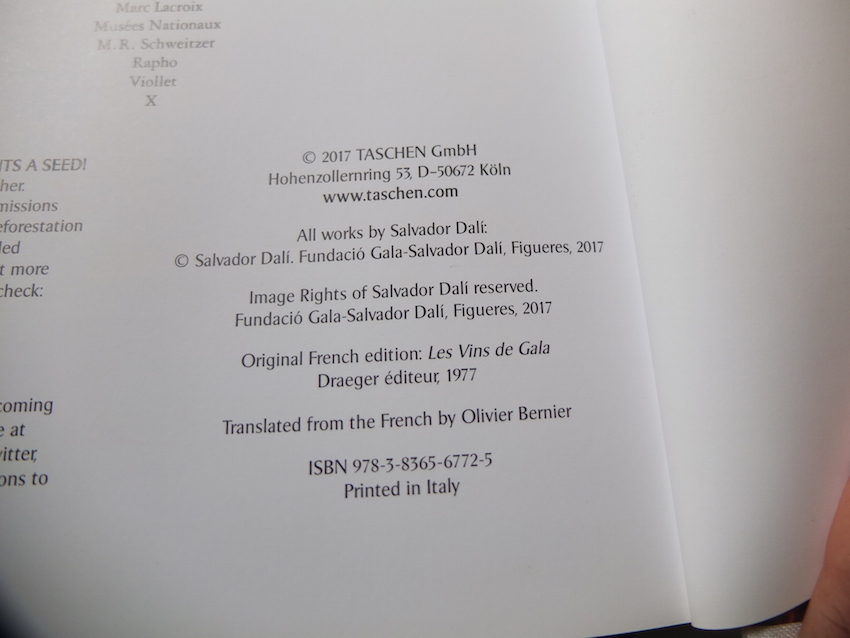 Marc Lacroix
Musées Nationaux
M.R. Schweitzer
Rapho
Viollet
X
ITS A SEED!
her.
missions
eforestation
led
t more
check:
coming
e at
vitter,
ons to
© 2017 TASCHEN GmbH
Hohenzollernring 53, D–50672 Köln
www.taschen.com
All works by Salvador Dalí:
© Salvador Dalí. Fundació Gala-Salvador Dalí, Figueres, 2017
Image Rights of Salvador Dalí reserved.
Fundació Gala-Salvador Dalí, Figueres, 2017
Original French edition: Les Vins de Gala
Draeger éditeur, 1977
Translated from the French by Olivier Bernier
ISBN 978-3-8365-6772-5
Printed in Italy